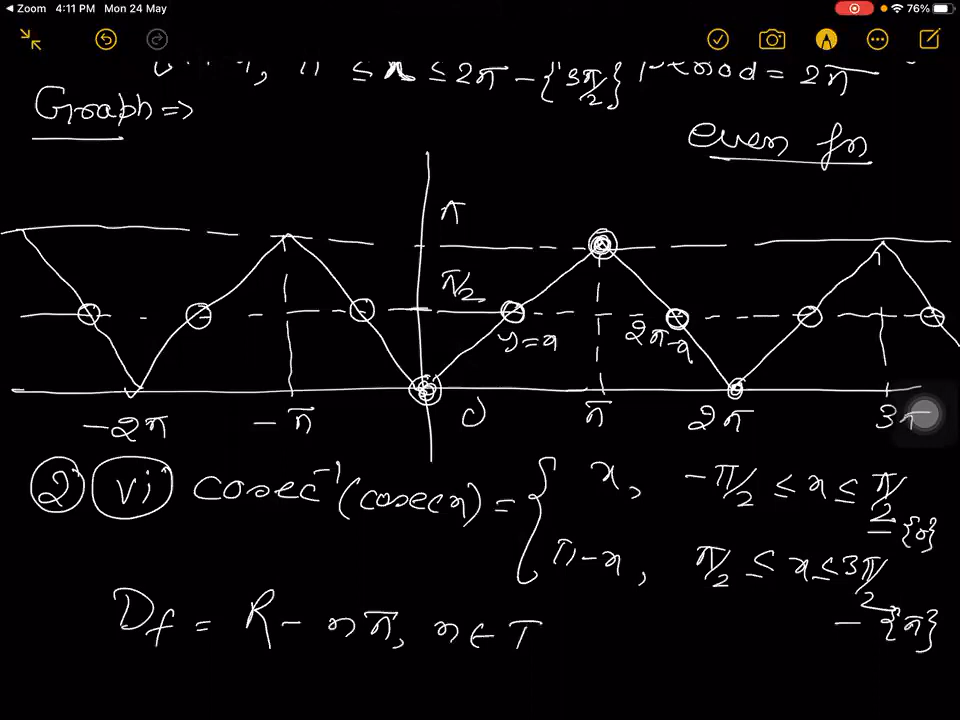 Zoom 4:11 PM Mon 24 May 76%
≤ x ≤ 2π - {3π/2} period = 2π
Graph ⇒
even fn
π
π/2
y=x 2π-x
-2π -π 0 π 2π 3π
② vi cosec⁻¹(cosec x) = { x, -π/2 ≤ x ≤ π/2 - {0}
π-x, π/2 ≤ x ≤ 3π/2 - {π}
Df = R - nπ, n ∈ I